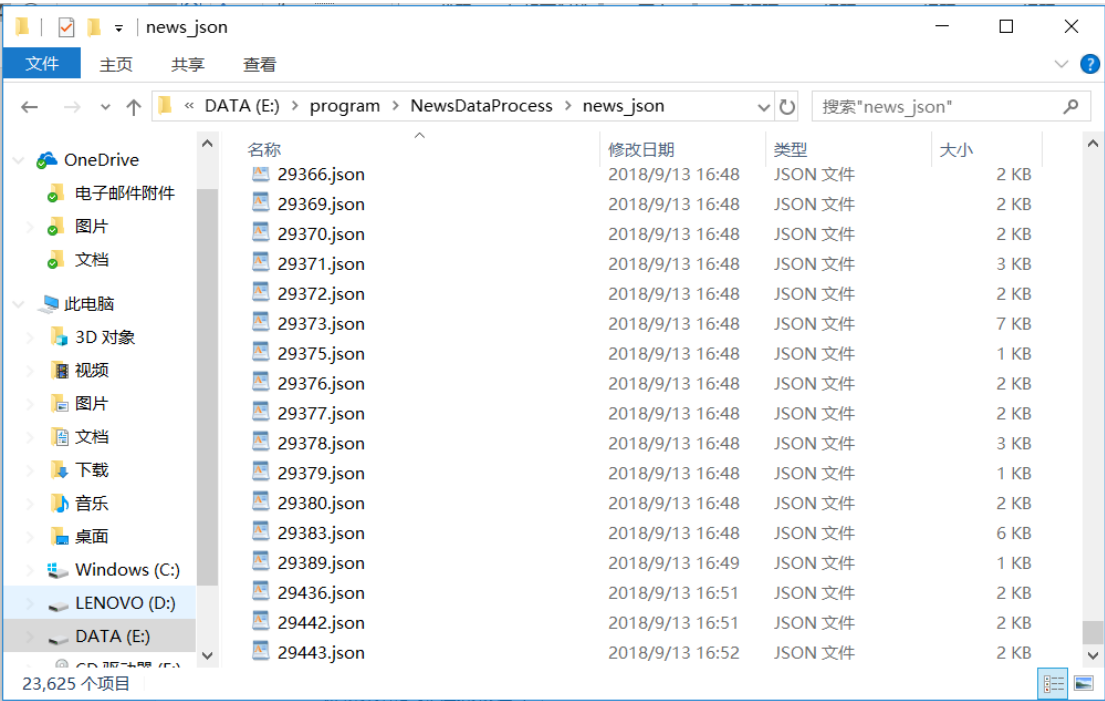 news_json
文件 主页 共享 查看
« DATA (E:) > program > NewsDataProcess > news_json 搜索"news_json"
名称 修改日期 类型 大小
OneDrive
电子邮件附件
图片
文档
此电脑
3D 对象
视频
图片
文档
下载
音乐
桌面
Windows (C:)
LENOVO (D:)
DATA (E:)
29366.json 2018/9/13 16:48 JSON 文件 2 KB
29369.json 2018/9/13 16:48 JSON 文件 2 KB
29370.json 2018/9/13 16:48 JSON 文件 2 KB
29371.json 2018/9/13 16:48 JSON 文件 3 KB
29372.json 2018/9/13 16:48 JSON 文件 2 KB
29373.json 2018/9/13 16:48 JSON 文件 7 KB
29375.json 2018/9/13 16:48 JSON 文件 1 KB
29376.json 2018/9/13 16:48 JSON 文件 2 KB
29377.json 2018/9/13 16:48 JSON 文件 2 KB
29378.json 2018/9/13 16:48 JSON 文件 3 KB
29379.json 2018/9/13 16:48 JSON 文件 1 KB
29380.json 2018/9/13 16:48 JSON 文件 2 KB
29383.json 2018/9/13 16:48 JSON 文件 6 KB
29389.json 2018/9/13 16:49 JSON 文件 1 KB
29436.json 2018/9/13 16:51 JSON 文件 2 KB
29442.json 2018/9/13 16:51 JSON 文件 2 KB
29443.json 2018/9/13 16:52 JSON 文件 2 KB
23,625 个项目